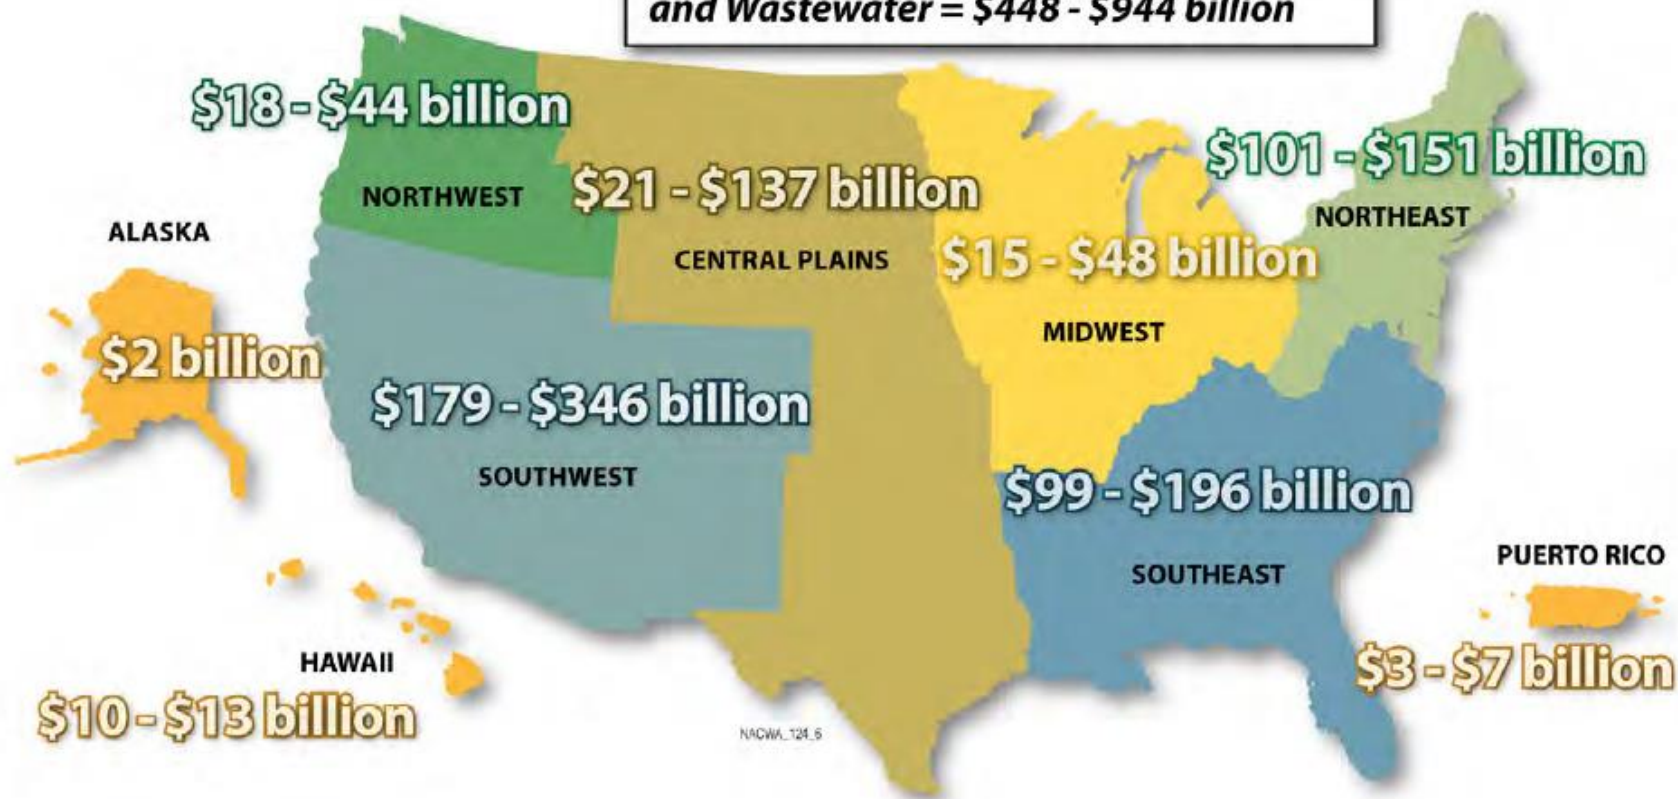 and Wastewater = $448 - $944 billion
$18 - $44 billion
NORTHWEST
$21 - $137 billion
CENTRAL PLAINS
$101 - $151 billion
NORTHEAST
$15 - $48 billion
MIDWEST
ALASKA
$2 billion
$179 - $346 billion
SOUTHWEST
$99 - $196 billion
SOUTHEAST
PUERTO RICO
$3 - $7 billion
HAWAII
$10 - $13 billion
NACWA_124_6